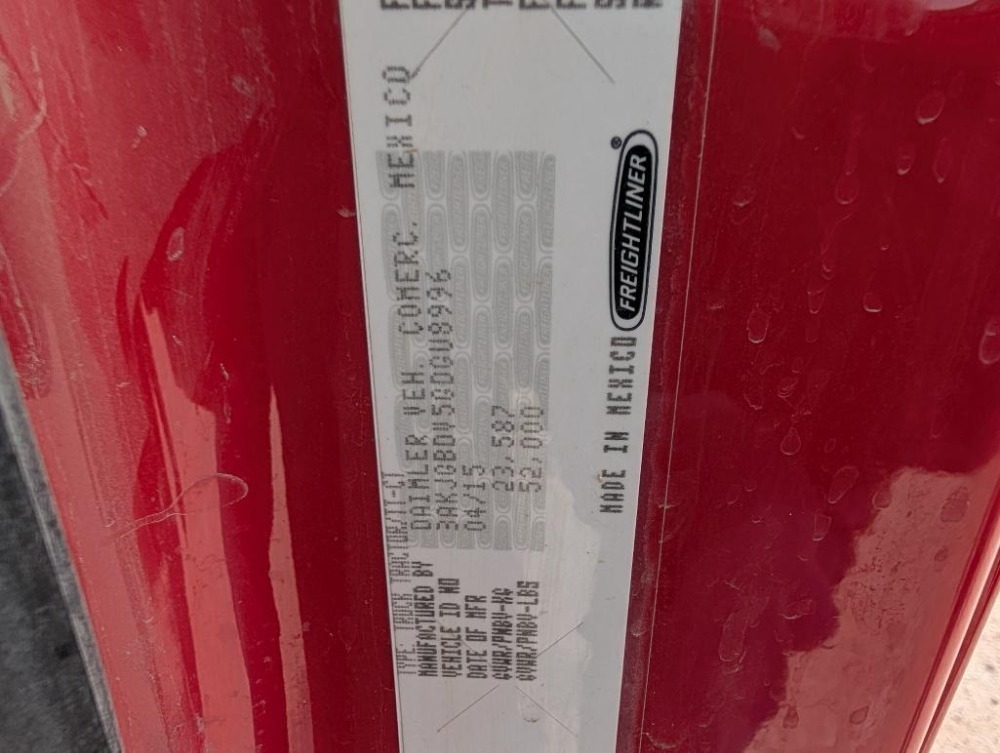 TYPE TRUCK TRACTOR/TT-CT
MANUFACTURED BY DAIMLER VEH. COMERC. MEXICO
VEHICLE ID NO 3AKJGBDV5GDGU8996
DATE OF MFR 04/15
GVWR/PNBV-KG 23,587
GVWR/PNBV-LBS 52,000
MADE IN MEXICO FREIGHTLINER®